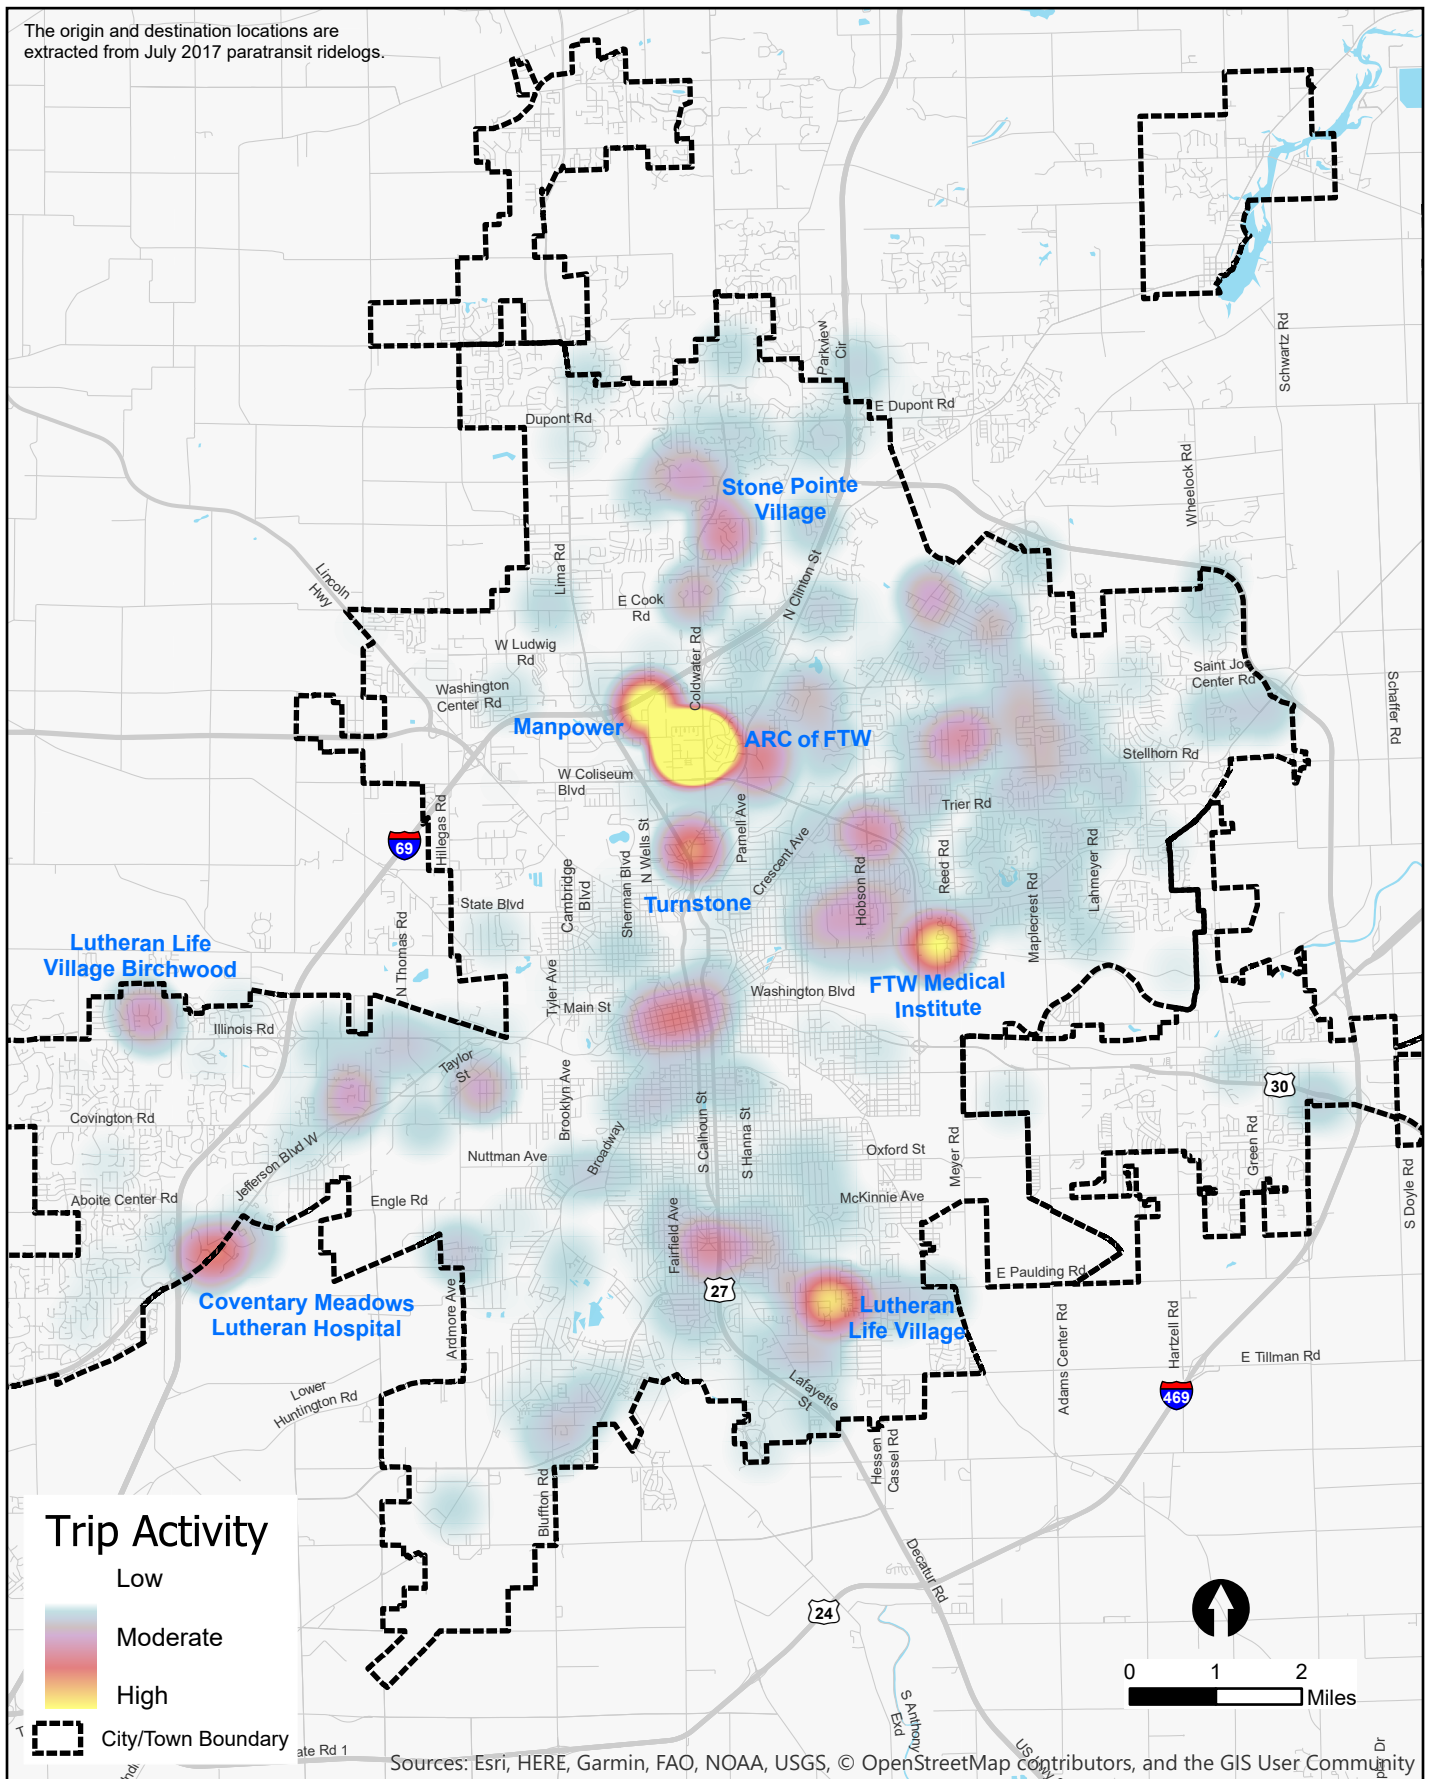 The origin and destination locations are
extracted from July 2017 paratransit ridelogs.
Parkview
Cir
Schwartz Rd
E Dupont Rd
Dupont Rd
Wheelock Rd
Stone Pointe
Village
Lima Rd
Lincoln
Hwy
E Cook
Rd
N Clinton St
W Ludwig
Rd
Coldwater Rd
Saint Joe
Center Rd
Schaffer Rd
Washington
Center Rd
Manpower
ARC of FTW
Stellhorn Rd
W Coliseum
Blvd
Trier Rd
Hillegas Rd
69
N Wells St
Parnell Ave
Crescent Ave
Reed Rd
Lahmeyer Rd
Cambridge
Blvd
Sherman Blvd
Hobson Rd
Maplecrest Rd
State Blvd
Turnstone
N Thomas Rd
Lutheran Life
Village Birchwood
FTW Medical
Institute
Washington Blvd
Tyler Ave
Main St
Illinois Rd
Taylor
St
30
Covington Rd
Brooklyn Ave
S Calhoun St
S Hanna St
Broadway
Nuttman Ave
Oxford St
Meyer Rd
Green Rd
Jefferson Blvd W
S Doyle Rd
Aboite Center Rd
Engle Rd
McKinnie Ave
Fairfield Ave
E Paulding Rd
27
Coventary Meadows
Lutheran Hospital
Lutheran
Life Village
Ardmore Ave
Adams Center Rd
Hartzell Rd
E Tillman Rd
Lower
Huntington Rd
Lafayette
St
469
Hessen
Cassel Rd
Bluffton Rd
Decatur Rd
24
Trip Activity
Low
Moderate
High
City/Town Boundary
0 1 2
Miles
S Anthony
Exd
US Hwy
ate Rd 1
Sources: Esri, HERE, Garmin, FAO, NOAA, USGS, © OpenStreetMap contributors, and the GIS User Community